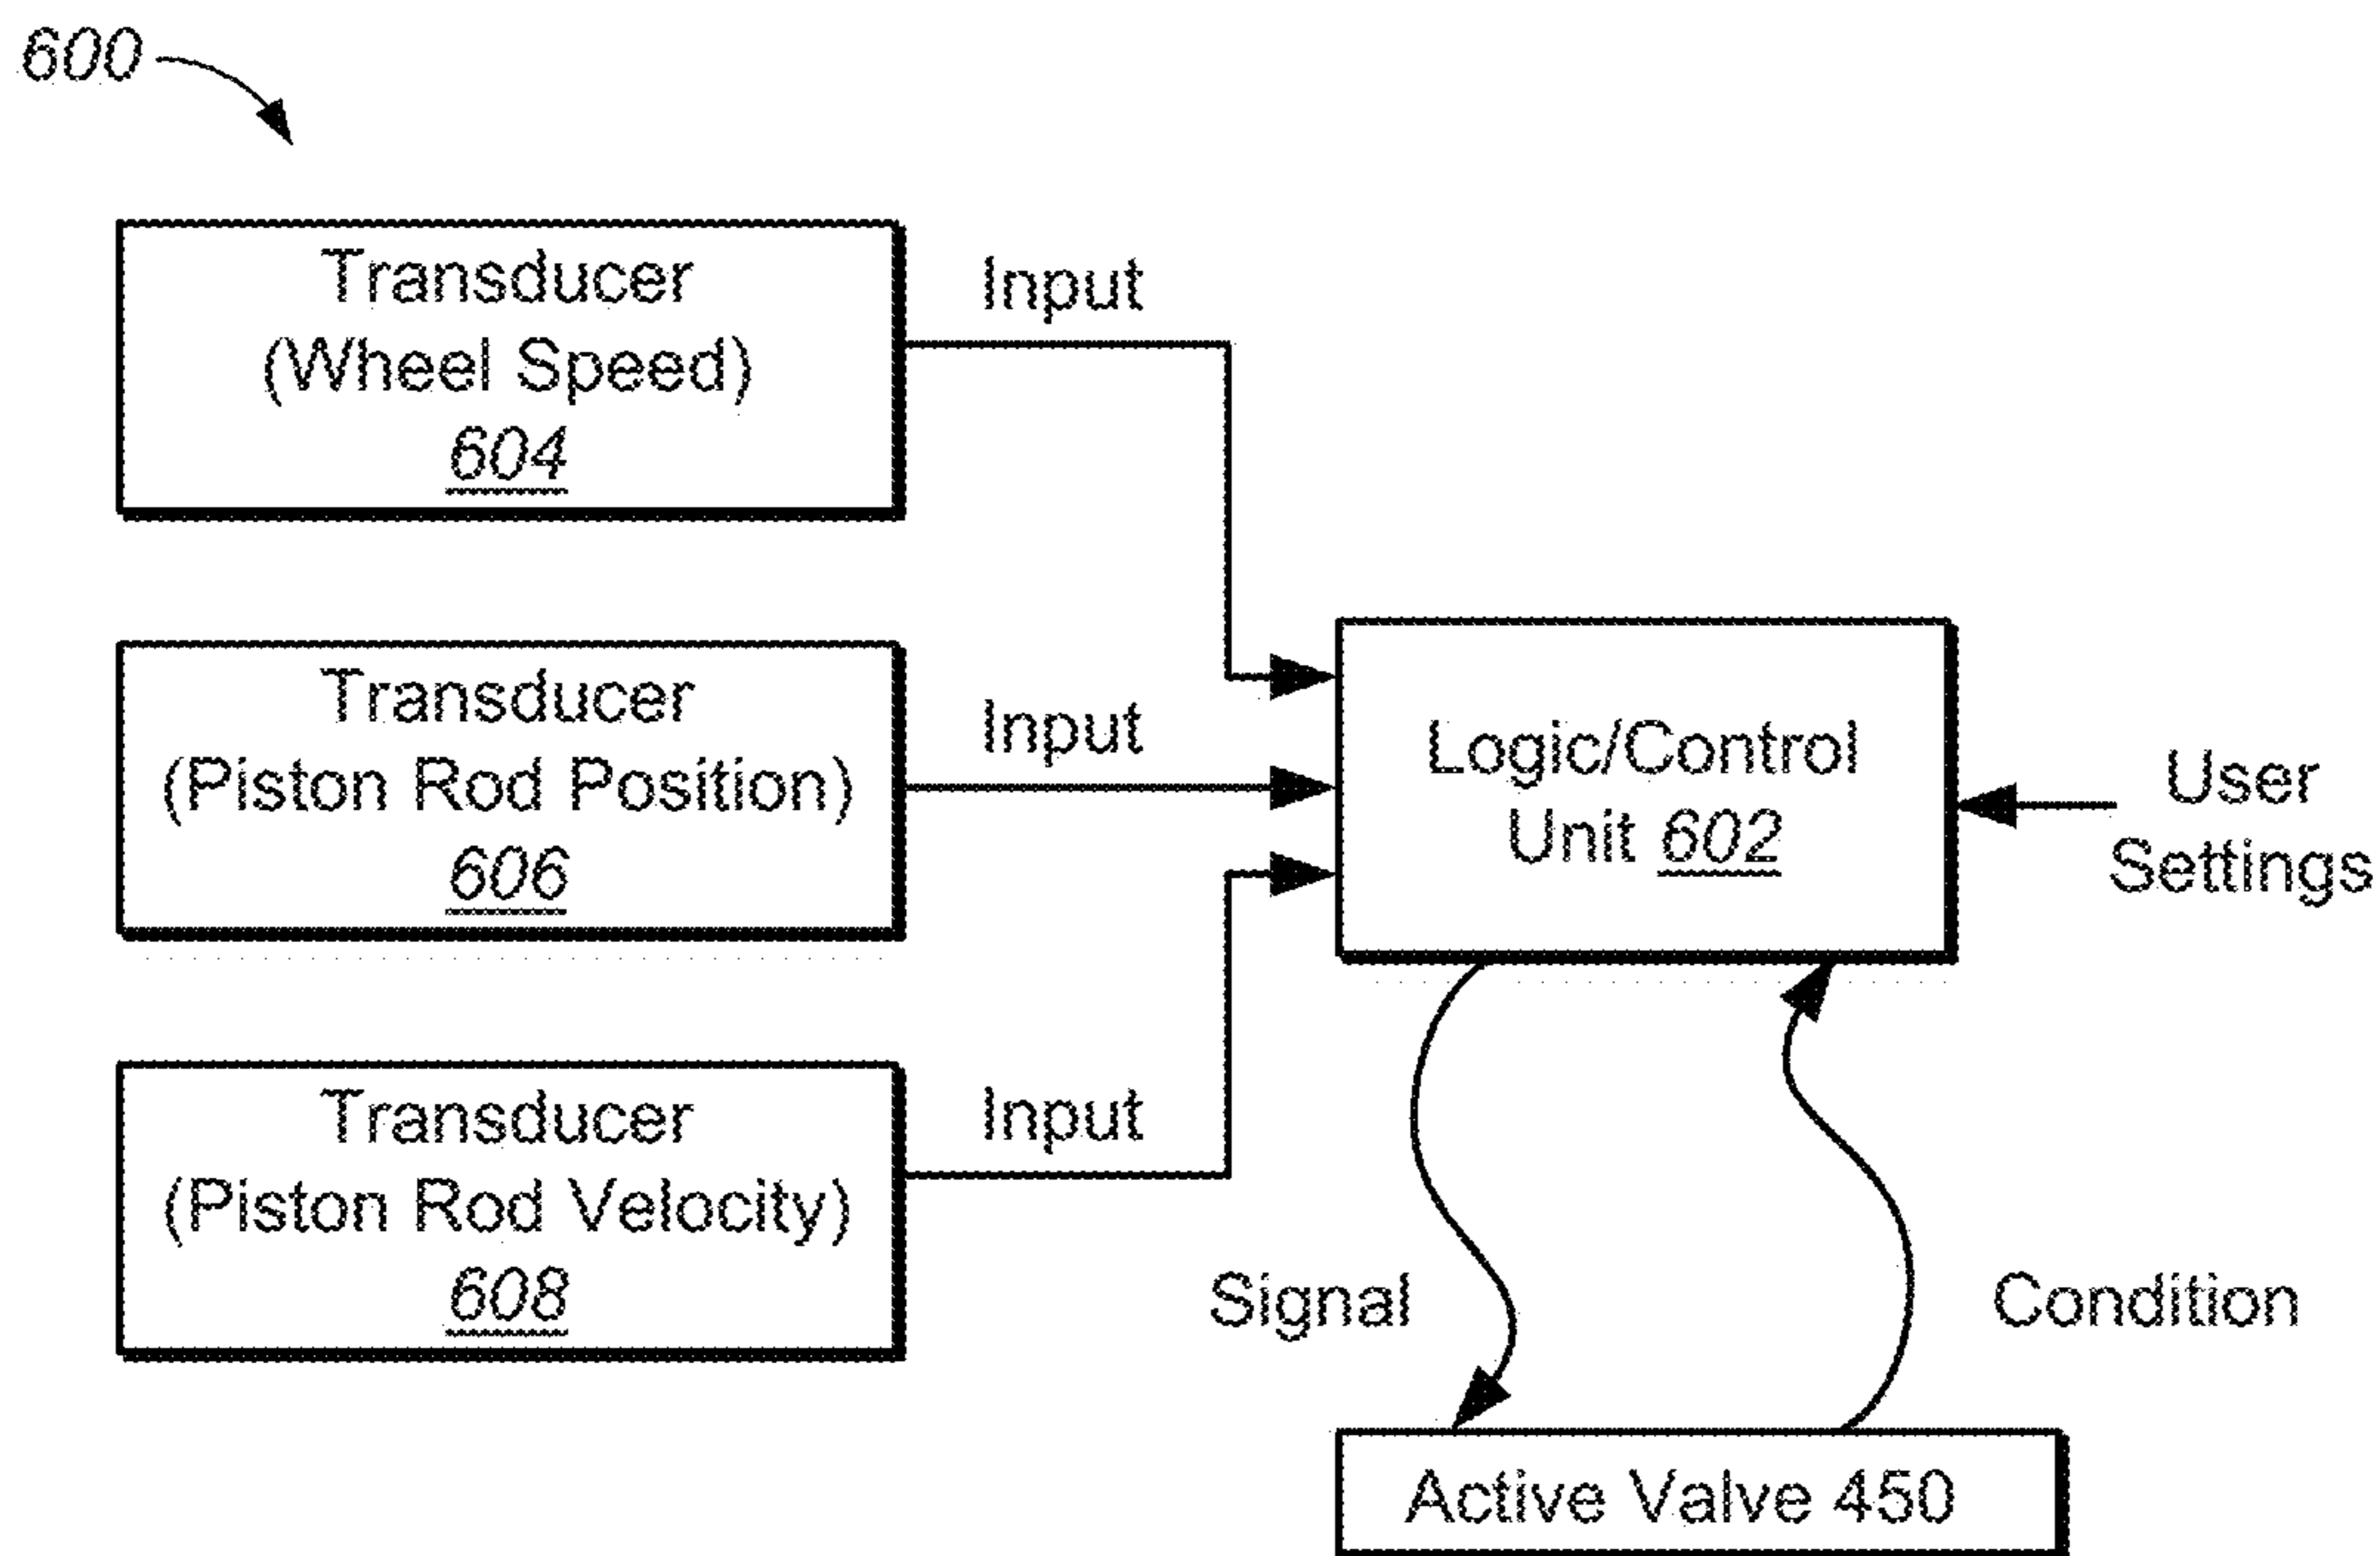 600
Transducer
(Wheel Speed)
604
Input
Transducer
(Piston Rod Position)
606
Input
Transducer
(Piston Rod Velocity)
608
Input
Logic/Control
Unit 602
User
Settings
Signal
Condition
Active Valve 450